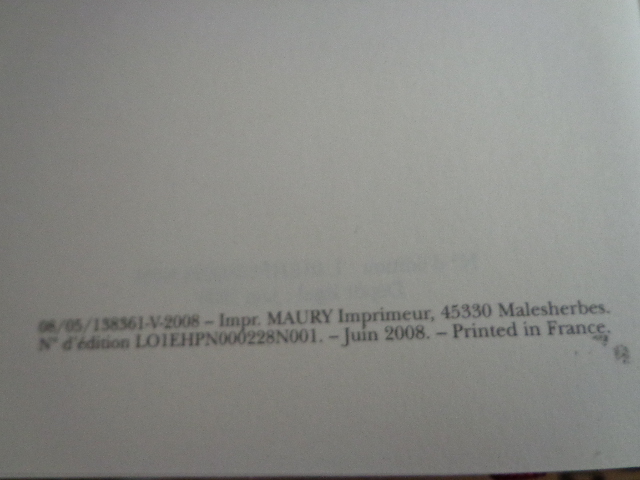 08/05/138361-V-2008 – Impr. MAURY Imprimeur, 45330 Malesherbes.
N° d'édition LO1EHPN000228N001. – Juin 2008. – Printed in France.